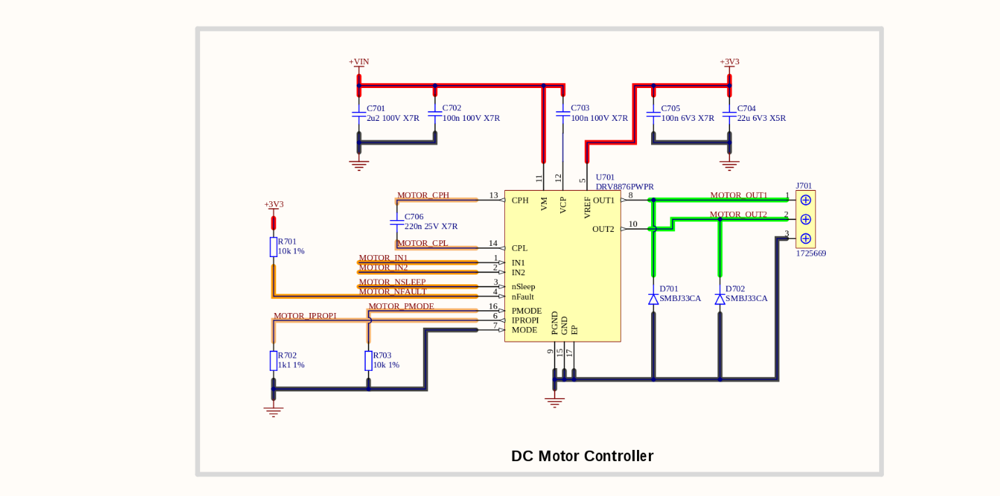 +VIN
+3V3
C701
2u2 100V X7R
C702
100n 100V X7R
C703
100n 100V X7R
C705
100n 6V3 X7R
C704
22u 6V3 X5R
11
12
5
U701
DRV8876PWPR
J701
MOTOR_CPH
13
CPH
VM
VCP
VREF
OUT1
8
MOTOR_OUT1
1
+3V3
C706
220n 25V X7R
OUT2
10
MOTOR_OUT2
2
3
1725669
R701
10k 1%
MOTOR_CPL
14
CPL
MOTOR_IN1
1
IN1
MOTOR_IN2
2
IN2
MOTOR_NSLEEP
3
nSleep
MOTOR_NFAULT
4
nFault
D701
SMBJ33CA
D702
SMBJ33CA
MOTOR_PMODE
16
PMODE
MOTOR_IPROPI
6
IPROPI
7
MODE
PGND
GND
EP
9
15
17
R702
1k1 1%
R703
10k 1%
DC Motor Controller